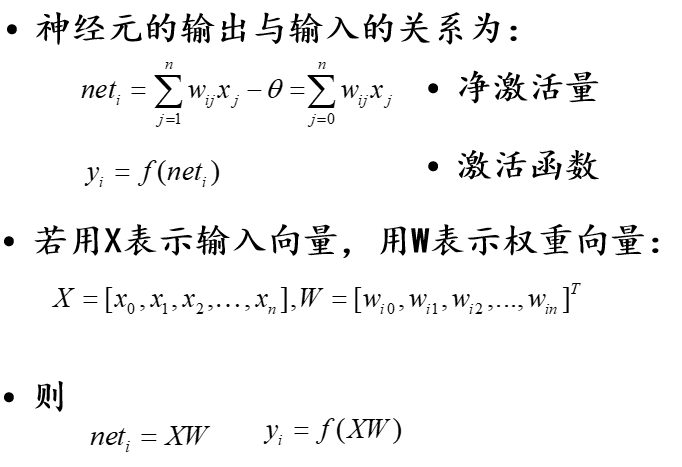 • 神经元的输出与输入的关系为：
net_i = \sum_{j=1}^{n} w_{ij}x_j - θ = \sum_{j=0}^{n} w_{ij}x_j • 净激活量
y_i = f(net_i) • 激活函数
• 若用X表示输入向量，用W表示权重向量：
X = [x_0, x_1, x_2, ..., x_n], W = [w_{i0}, w_{i1}, w_{i2}, ..., w_{in}]^T
• 则
net_i = XW y_i = f(XW)